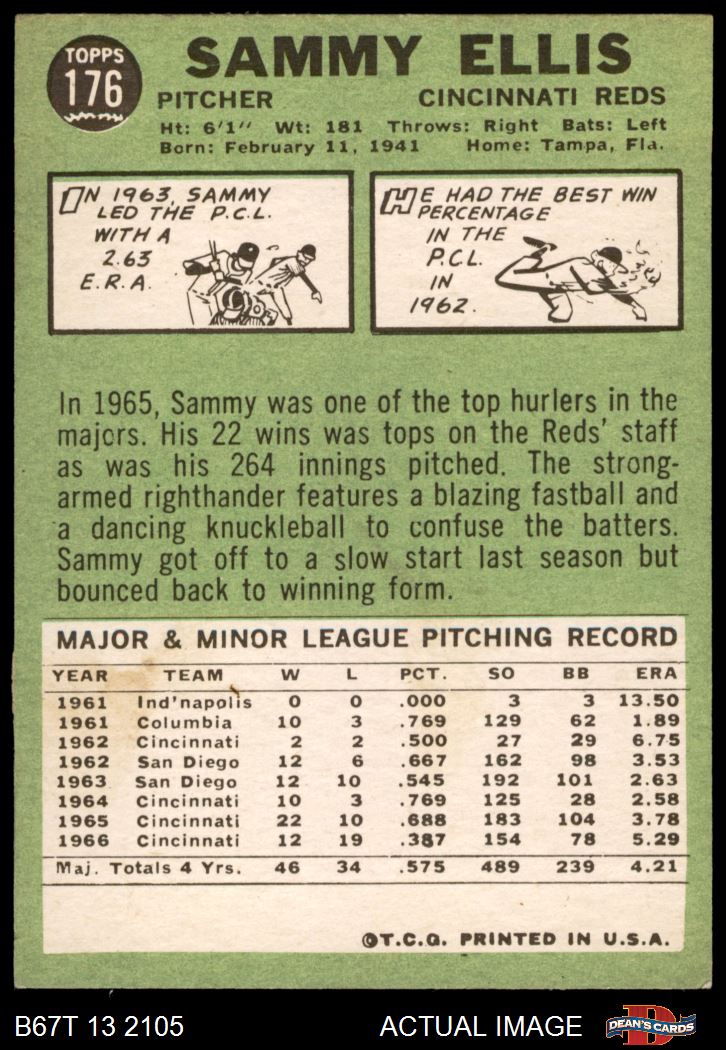 TOPPS
176
SAMMY ELLIS
PITCHER CINCINNATI REDS
Ht: 6'1" Wt: 181 Throws: Right Bats: Left
Born: February 11, 1941 Home: Tampa, Fla.
IN 1963, SAMMY
LED THE P.C.L.
WITH A
2.63
E.R.A.
HE HAD THE BEST WIN
PERCENTAGE
IN THE
P.C.L.
IN
1962.
In 1965, Sammy was one of the top hurlers in the
majors. His 22 wins was tops on the Reds' staff
as was his 264 innings pitched. The strong-
armed righthander features a blazing fastball and
a dancing knuckleball to confuse the batters.
Sammy got off to a slow start last season but
bounced back to winning form.
MAJOR & MINOR LEAGUE PITCHING RECORD
YEAR TEAM W L PCT. SO BB ERA
1961 Ind'napolis 0 0 .000 3 3 13.50
1961 Columbia 10 3 .769 129 62 1.89
1962 Cincinnati 2 2 .500 27 29 6.75
1962 San Diego 12 6 .667 162 98 3.53
1963 San Diego 12 10 .545 192 101 2.63
1964 Cincinnati 10 3 .769 125 28 2.58
1965 Cincinnati 22 10 .688 183 104 3.78
1966 Cincinnati 12 19 .387 154 78 5.29
Maj. Totals 4 Yrs. 46 34 .575 489 239 4.21
©T.C.G. PRINTED IN U.S.A.
B67T 13 2105 ACTUAL IMAGE
DEAN'S CARDS